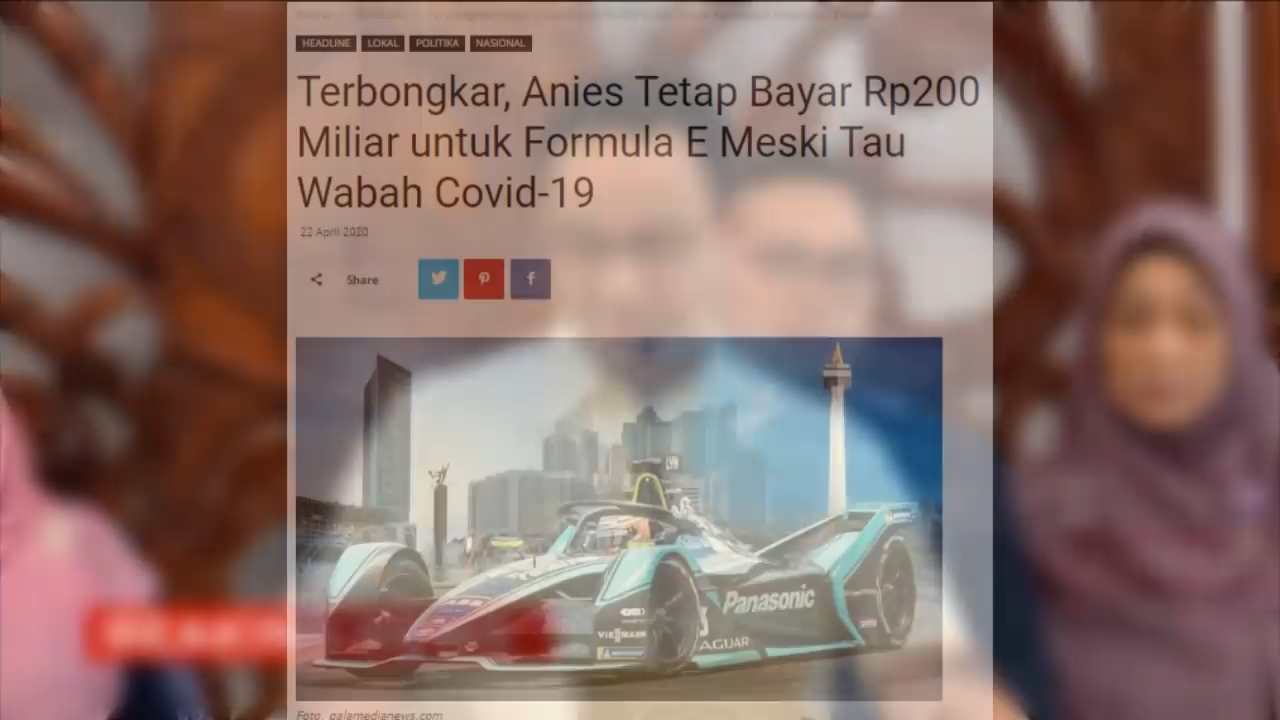 HEADLINE LOKAL POLITIKA NASIONAL
Terbongkar, Anies Tetap Bayar Rp200
Miliar untuk Formula E Meski Tau
Wabah Covid-19
22 April 2020
Share
Panasonic
VIESSMANN
JAGUAR
Foto, galamedianews.com